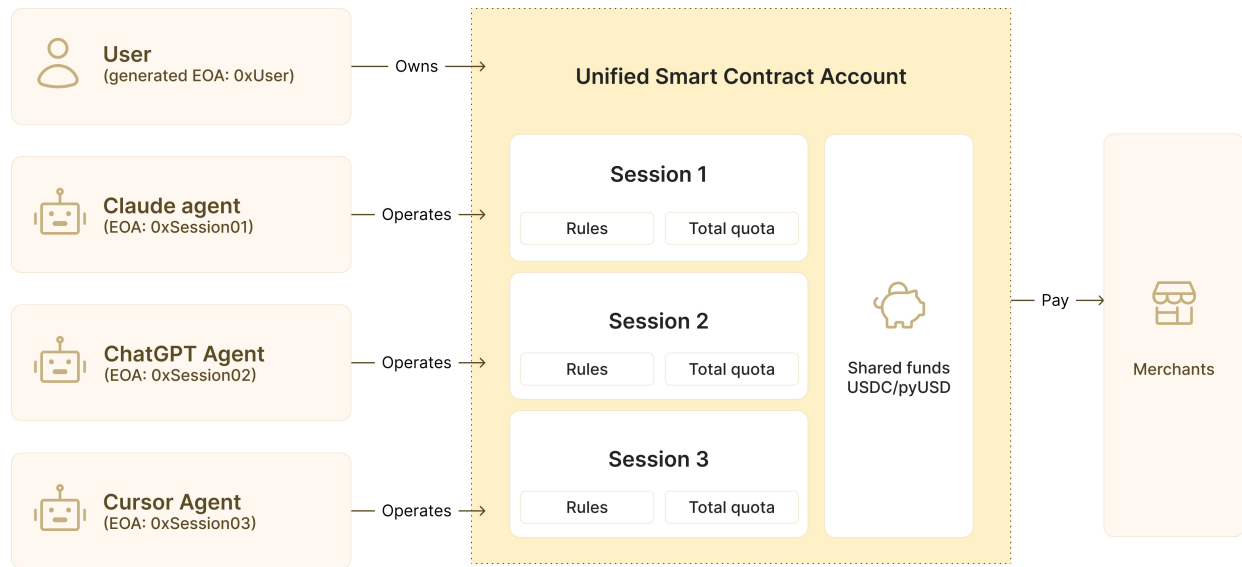 User
(generated EOA: 0xUser)
Owns
Unified Smart Contract Account
Claude agent
(EOA: 0xSession01)
Operates
Session 1
Rules
Total quota
ChatGPT Agent
(EOA: 0xSession02)
Operates
Session 2
Rules
Total quota
Cursor Agent
(EOA: 0xSession03)
Operates
Session 3
Rules
Total quota
Shared funds
USDC/pyUSD
Pay
Merchants